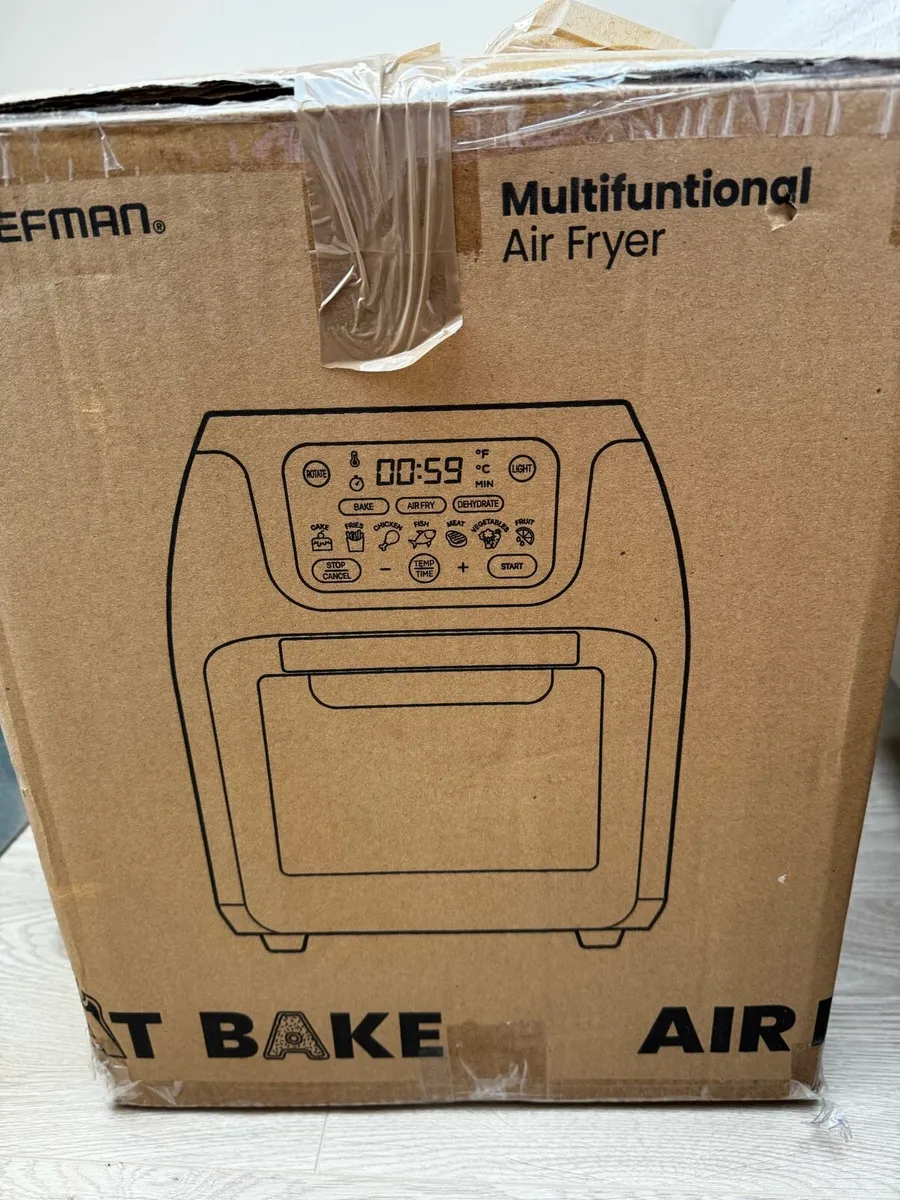 EFMAN®
Multifuntional
Air Fryer
ROTATE
00:59
°F
°C
MIN
LIGHT
BAKE AIR FRY DEHYDRATE
CAKE FRIES CHICKEN FISH MEAT VEGETABLES FRUIT
STOP
CANCEL
-
TEMP
TIME
+
START
AT BAKE AIR